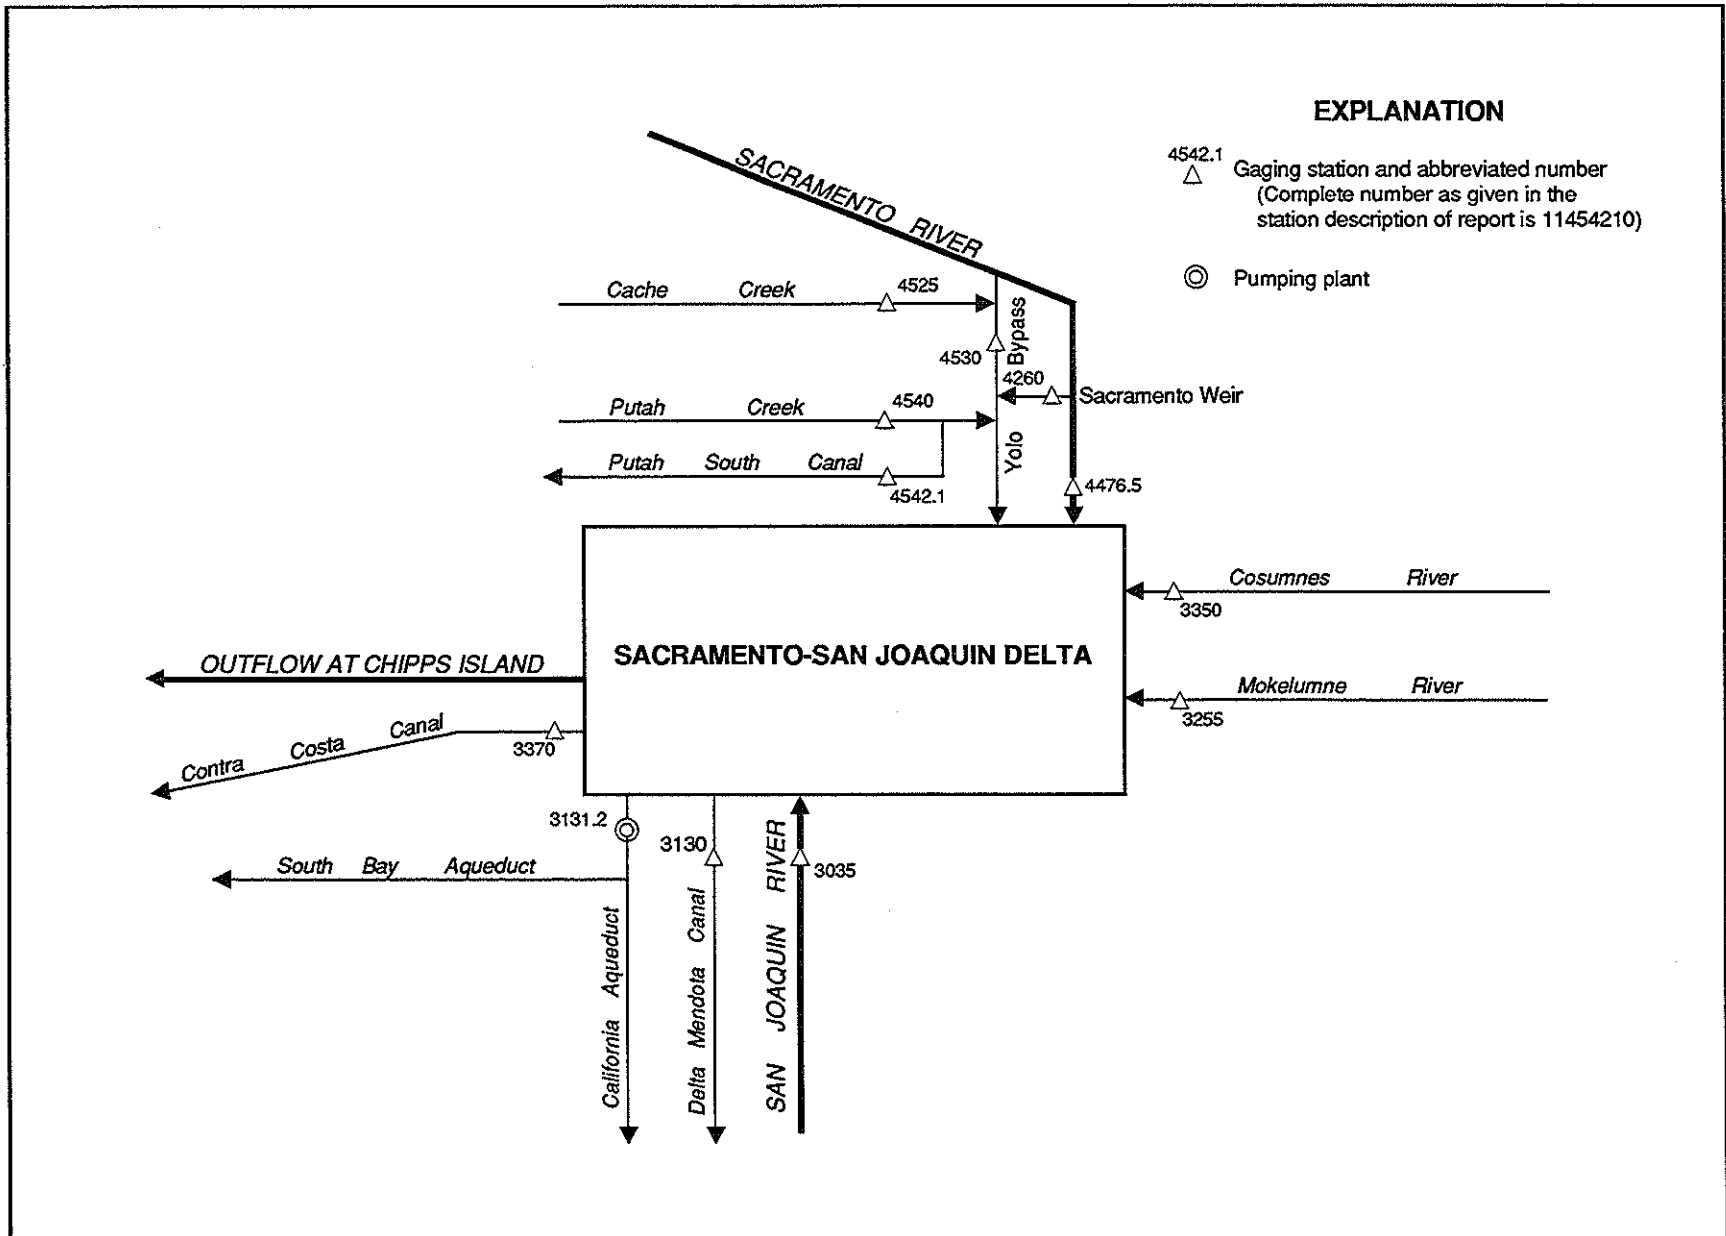 EXPLANATION
4542.1
Gaging station and abbreviated number
(Complete number as given in the
station description of report is 11454210)
Pumping plant
SACRAMENTO RIVER
Cache Creek
4525
Bypass
4530
4260
Sacramento Weir
Putah Creek
4540
Yolo
Putah South Canal
4542.1
4476.5
Cosumnes River
3350
SACRAMENTO-SAN JOAQUIN DELTA
OUTFLOW AT CHIPPS ISLAND
Mokelumne River
3255
Contra Costa Canal
3370
3131.2
3130
3035
South Bay Aqueduct
California Aqueduct
Delta Mendota Canal
SAN JOAQUIN RIVER